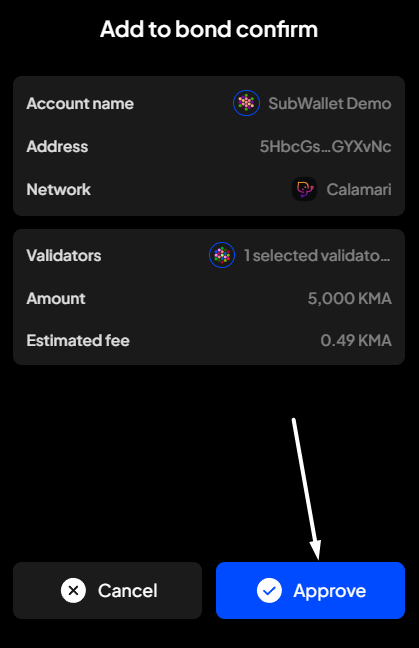 Add to bond confirm
Account name SubWallet Demo
Address 5HbcGs...GYXvNc
Network Calamari
Validators 1 selected validato...
Amount 5,000 KMA
Estimated fee 0.49 KMA
Cancel Approve